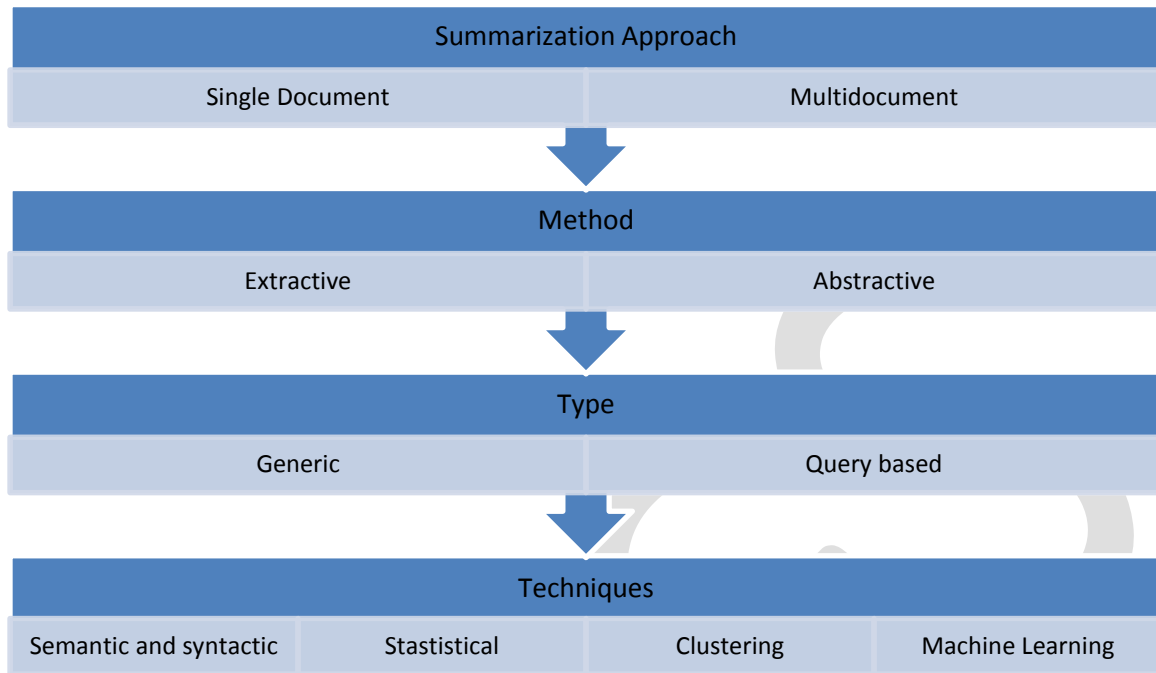 Summarization Approach
Single Document Multidocument
Method
Extractive Abstractive
Type
Generic Query based
Techniques
Semantic and syntactic Stastistical Clustering Machine Learning